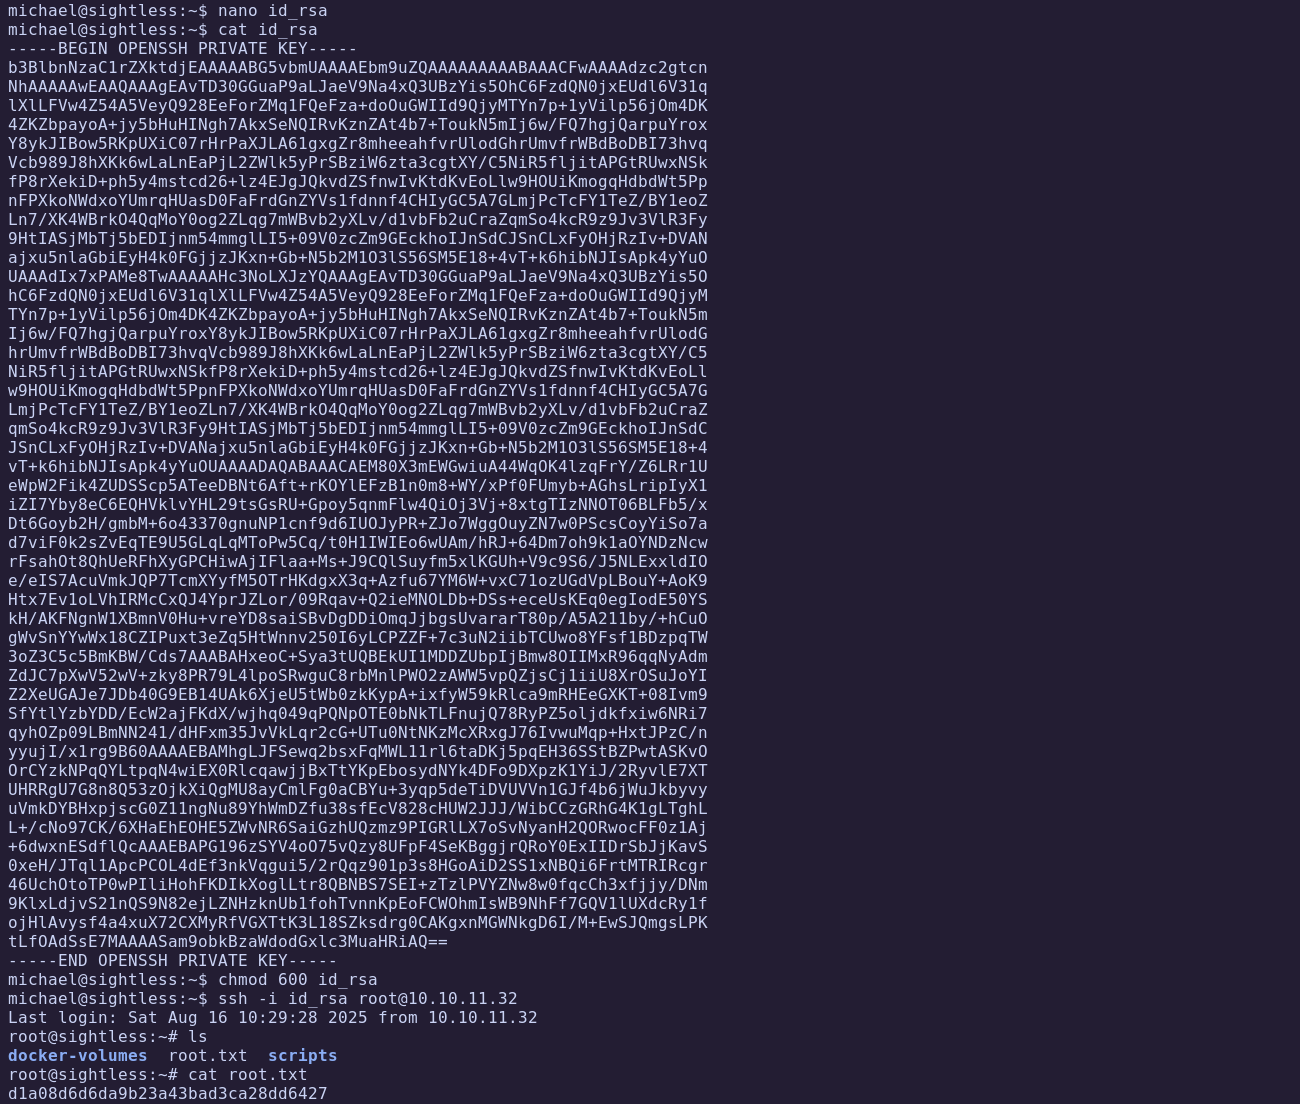 michael@sightless:~$ nano id_rsa
michael@sightless:~$ cat id_rsa
-----BEGIN OPENSSH PRIVATE KEY-----
b3BlbnNzaC1rZXktdjEAAAAABG5vbmUAAAAEbm9uZQAAAAAAAAABAAACFwAAAAdzc2gtcn
NhAAAAAwEAAQAAAgEAvTD30GGuaP9aLJaeV9Na4xQ3UBzYis5OhC6FzdQN0jxEUdl6V31q
lXlLFVw4Z54A5VeyQ928EeForZMq1FQeFza+doOuGWIId9QjyMTYn7p+1yVilp56jOm4DK
4ZKZbpayoA+jy5bHuHINgh7AkxSeNQIRvKznZAt4b7+ToukN5mIj6w/FQ7hgjQarpuYrox
Y8ykJIBow5RKpUXiC07rHrPaXJLA61gxgZr8mheeahfvrUlodGhrUmvfrWBdBoDBI73hvq
Vcb989J8hXKk6wLaLnEaPjL2ZWlk5yPrSBziW6zta3cgtXY/C5NiR5fljitAPGtRUwxNSk
fP8rXekiD+ph5y4mstcd26+lz4EJgJQkvdZSfnwIvKtdKvEoLlw9HOUiKmogqHdbdWt5Pp
nFPXkoNWdxoYUmrqHUasD0FaFrdGnZYVs1fdnnf4CHIyGC5A7GLmjPcTcFY1TeZ/BY1eoZ
Ln7/XK4WBrkO4QqMoY0og2ZLqg7mWBvb2yXLv/d1vbFb2uCraZqmSo4kcR9z9Jv3VlR3Fy
9HtIASjMbTj5bEDIjnm54mmglLI5+09V0zcZm9GEckhoIJnSdCJSnCLxFyOHjRzIv+DVAN
ajxu5nlaGbiEyH4k0FGjjzJKxn+Gb+N5b2M1O3lS56SM5E18+4vT+k6hibNJIsApk4yYuO
UAAAdIx7xPAMe8TwAAAAAHc3NoLXJzYQAAAgEAvTD30GGuaP9aLJaeV9Na4xQ3UBzYis5O
hC6FzdQN0jxEUdl6V31qlXlLFVw4Z54A5VeyQ928EeForZMq1FQeFza+doOuGWIId9QjyM
TYn7p+1yVilp56jOm4DK4ZKZbpayoA+jy5bHuHINgh7AkxSeNQIRvKznZAt4b7+ToukN5m
Ij6w/FQ7hgjQarpuYroxY8ykJIBow5RKpUXiC07rHrPaXJLA61gxgZr8mheeahfvrUlodG
hrUmvfrWBdBoDBI73hvqVcb989J8hXKk6wLaLnEaPjL2ZWlk5yPrSBziW6zta3cgtXY/C5
NiR5fljitAPGtRUwxNSkfP8rXekiD+ph5y4mstcd26+lz4EJgJQkvdZSfnwIvKtdKvEoLl
w9HOUiKmogqHdbdWt5PpnFPXkoNWdxoYUmrqHUasD0FaFrdGnZYVs1fdnnf4CHIyGC5A7G
LmjPcTcFY1TeZ/BY1eoZLn7/XK4WBrkO4QqMoY0og2ZLqg7mWBvb2yXLv/d1vbFb2uCraZ
qmSo4kcR9z9Jv3VlR3Fy9HtIASjMbTj5bEDIjnm54mmglLI5+09V0zcZm9GEckhoIJnSdC
JSnCLxFyOHjRzIv+DVANajxu5nlaGbiEyH4k0FGjjzJKxn+Gb+N5b2M1O3lS56SM5E18+4
vT+k6hibNJIsApk4yYuOUAAAADAQABAAACAEM80X3mEWGwiuA44WqOK4lzqFrY/Z6LRr1U
eWpW2Fik4ZUDSScp5ATeeDBNt6Aft+rKOYlEFzB1n0m8+WY/xPf0FUmyb+AGhsLripIyX1
iZI7Yby8eC6EQHVklvYHL29tsGsRU+Gpoy5qnmFlw4QiOj3Vj+8xtgTIzNNOT06BLFb5/x
Dt6Goyb2H/gmbM+6o43370gnuNP1cnf9d6IUOJyPR+ZJo7WggOuyZN7w0PScsCoyYiSo7a
d7viF0k2sZvEqTE9U5GLqLqMToPw5Cq/t0H1IWIEo6wUAm/hRJ+64Dm7oh9k1aOYNDzNcw
rFsahOt8QhUeRFhXyGPCHiwAjIFlaa+Ms+J9CQlSuyfm5xlKGUh+V9c9S6/J5NLExxldIO
e/eIS7AcuVmkJQP7TcmXYyfM5OTrHKdgxX3q+Azfu67YM6W+vxC71ozUGdVpLBouY+AoK9
Htx7Ev1oLVhIRMcCxQJ4YprJZLor/09Rqav+Q2ieMNOLDb+DSs+eceUsKEq0egIodE50YS
kH/AKFNgnW1XBmnV0Hu+vreYD8saiSBvDgDDiOmqJjbgsUvararT80p/A5A211by/+hCuO
gWvSnYYwWx18CZIPuxt3eZq5HtWnnv250I6yLCPZZF+7c3uN2iibTCUwo8YFsf1BDzpqTW
3oZ3C5c5BmKBW/Cds7AAABAHxeoC+Sya3tUQBEkUI1MDDZUbpIjBmw8OIIMxR96qqNyAdm
ZdJC7pXwV52wV+zky8PR79L4lpoSRwguC8rbMnlPWO2zAWW5vpQZjsCj1iiU8XrOSuJoYI
Z2XeUGAJe7JDb40G9EB14UAk6XjeU5tWb0zkKypA+ixfyW59kRlca9mRHEeGXKT+08Ivm9
SfYtlYzbYDD/EcW2ajFKdX/wjhq049qPQNpOTE0bNkTLFnujQ78RyPZ5oljdkfxiw6NRi7
qyhOZp09LBmNN241/dHFxm35JvVkLqr2cG+UTu0NtNKzMcXRxgJ76IvwuMqp+HxtJPzC/n
yyujI/x1rg9B60AAAAEBAMhgLJFSewq2bsxFqMWL11rl6taDKj5pqEH36SStBZPwtASKvO
OrCYzkNPqQYLtpqN4wiEX0RlcqawjjBxTtYKpEbosydNYk4DFo9DXpzK1YiJ/2RyvlE7XT
UHRRgU7G8n8Q53zOjkXiQgMU8ayCmlFg0aCBYu+3yqp5deTiDVUVVn1GJf4b6jWuJkbyvy
uVmkDYBHxpjscG0Z11ngNu89YhWmDZfu38sfEcV828cHUW2JJJ/WibCCzGRhG4K1gLTghL
L+/cNo97CK/6XHaEhEOHE5ZWvNR6SaiGzhUQzmz9PIGRlLX7oSvNyanH2QORwocFF0z1Aj
+6dwxnESdflQcAAAEBAPG196zSYV4oO75vQzy8UFpF4SeKBggjrQRoY0ExIIDrSbJjKavS
0xeH/JTql1ApcPCOL4dEf3nkVqgui5/2rQqz901p3s8HGoAiD2SS1xNBQi6FrtMTRIRcgr
46UchOtoTP0wPIliHohFKDIkXoglLtr8QBNBS7SEI+zTzlPVYZNw8w0fqcCh3xfjjy/DNm
9KlxLdjvS21nQS9N82ejLZNHzknUb1fohTvnnKpEoFCWOhmIsWB9NhFf7GQV1lUXdcRy1f
ojHlAvysf4a4xuX72CXMyRfVGXTtK3L18SZksdrg0CAKgxnMGWNkgD6I/M+EwSJQmgsLPK
tLfOAdSsE7MAAAASam9obkBzaWdodGxlc3MuaHRiAQ==
-----END OPENSSH PRIVATE KEY-----
michael@sightless:~$ chmod 600 id_rsa
michael@sightless:~$ ssh -i id_rsa root@10.10.11.32
Last login: Sat Aug 16 10:29:28 2025 from 10.10.11.32
root@sightless:~# ls
docker-volumes  root.txt  scripts
root@sightless:~# cat root.txt
d1a08d6d6da9b23a43bad3ca28dd6427